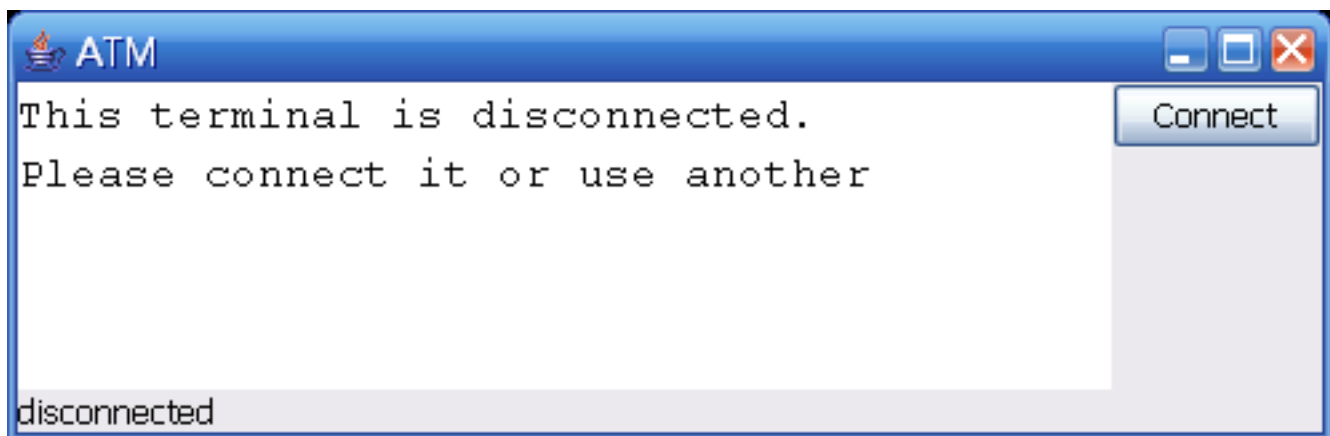 ATM
This terminal is disconnected.
Connect
Please connect it or use another
disconnected